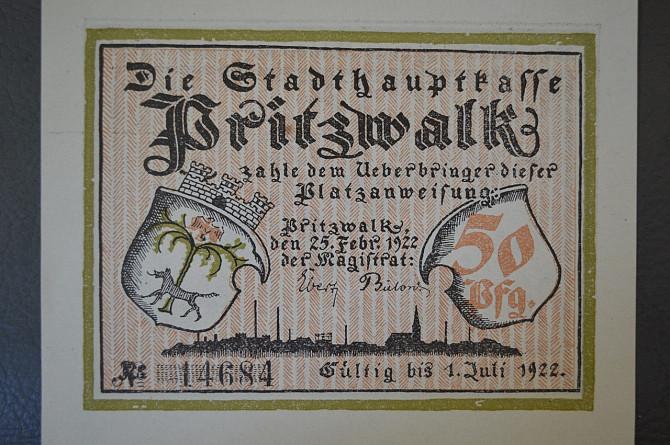 Die Stadthauptkasse
Pritzwalk
zahle dem Ueberbringer dieser
Platzanweisung:
Pritzwalk,
den 25. Febr. 1922
der Magistrat:
50
Pfg.
№ 14684
Gültig bis 1. Juli 1922.